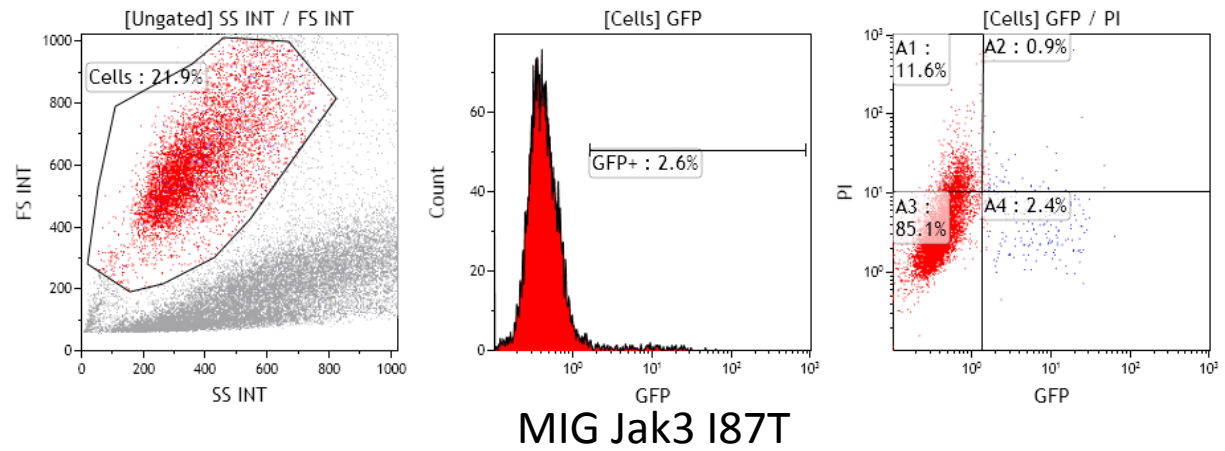 [Ungated] SS INT / FS INT
Cells : 21.9%
1000
800
600
400
200
0
FS INT
0 200 400 600 800 1000
SS INT
[Cells] GFP
GFP+ : 2.6%
60
40
20
0
Count
10⁰ 10¹ 10² 10³
GFP
[Cells] GFP / PI
A1 :
11.6%
A2 : 0.9%
A3 :
85.1%
A4 : 2.4%
10³
10²
10¹
10⁰
PI
10⁰ 10¹ 10² 10³
GFP
MIG Jak3 I87T